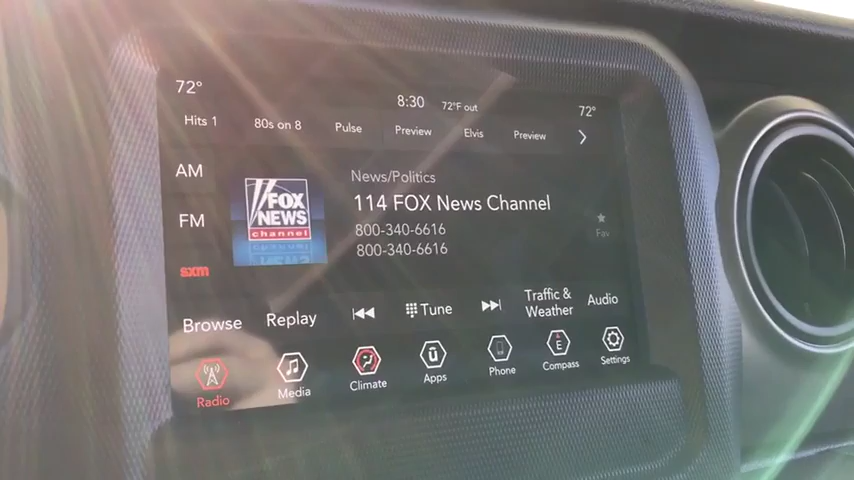 72°
8:30
72°F out
72°
Hits 1
80s on 8
Pulse
Preview
Elvis
Preview
AM
FM
sxm
FOX
NEWS
channel
News/Politics
114 FOX News Channel
800-340-6616
800-340-6616
Fav
Browse
Replay
Tune
Traffic &
Weather
Audio
ū
E
Radio
Media
Climate
Apps
Phone
Compass
Settings